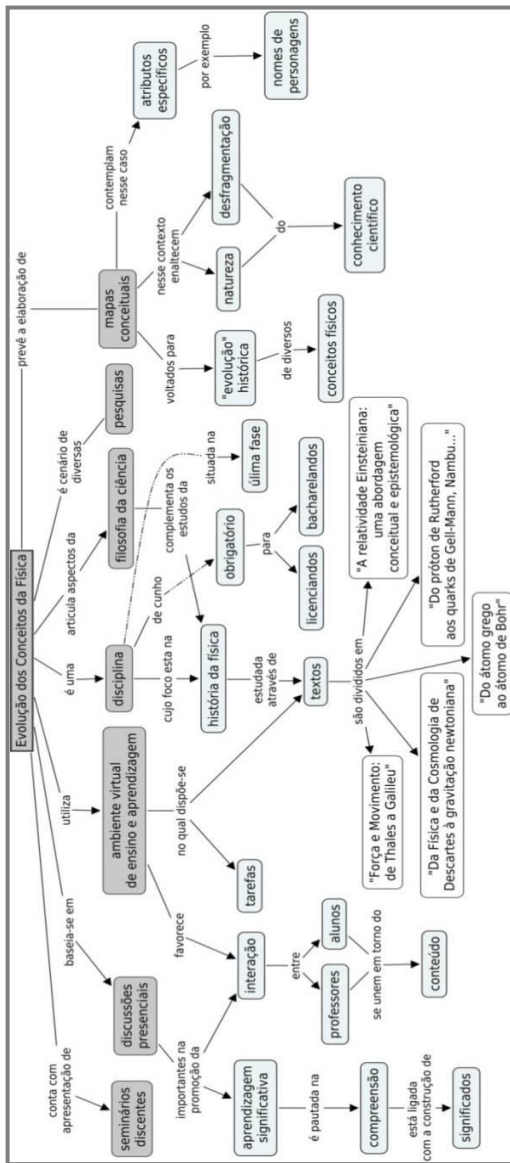 Evolução dos Conceitos da Física
conta com
apresentação de
baseia-se em
utiliza
é uma
articula aspectos da
é cenário de
diversas
prevê a elaboração de
seminários
discentes
discussões
presenciais
ambiente virtual
de ensino e aprendizagem
disciplina
filosofia da ciência
pesquisas
mapas
conceituais
importantes na
promoção da
favorece
no qual dispõe-se
cujo foco esta na
de cunho
complementa os
estudos da
situada na
voltados para
nesse contexto
enaltecem
contemplam
nesse caso
aprendizagem
significativa
interação
tarefas
história da física
obrigatório
úlima fase
"evolução"
histórica
natureza
desfragmentação
atributos
específicos
é pautada na
entre
estudada
através de
para
de diversos
do
por exemplo
compreensão
professores
alunos
textos
licenciandos
bacharelandos
conceitos físicos
conhecimento
científico
nomes de
personagens
está ligada
com a construção de
se unem em torno do
são divididos em
significados
conteúdo
"Força e Movimento:
de Thales a Galileu"
"Da Física e da Cosmologia de
Descartes à gravitação newtoniana"
"Do átomo grego
ao átomo de Bohr"
"Do próton de Rutherford
aos quarks de Gell-Mann, Nambu..."
"A relatividade Einsteiniana:
uma abordagem
conceitual e epistemológica"